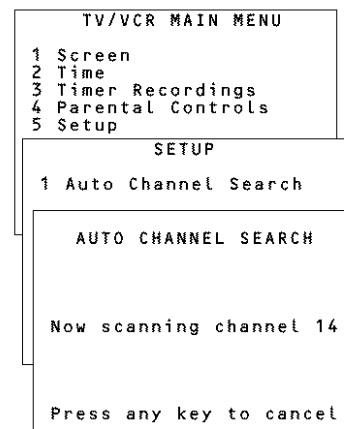 TV/VCR MAIN MENU
1 Screen
2 Time
3 Timer Recordings
4 Parental Controls
5 Setup
SETUP
1 Auto Channel Search
AUTO CHANNEL SEARCH
Now scanning channel 14
Press any key to cancel